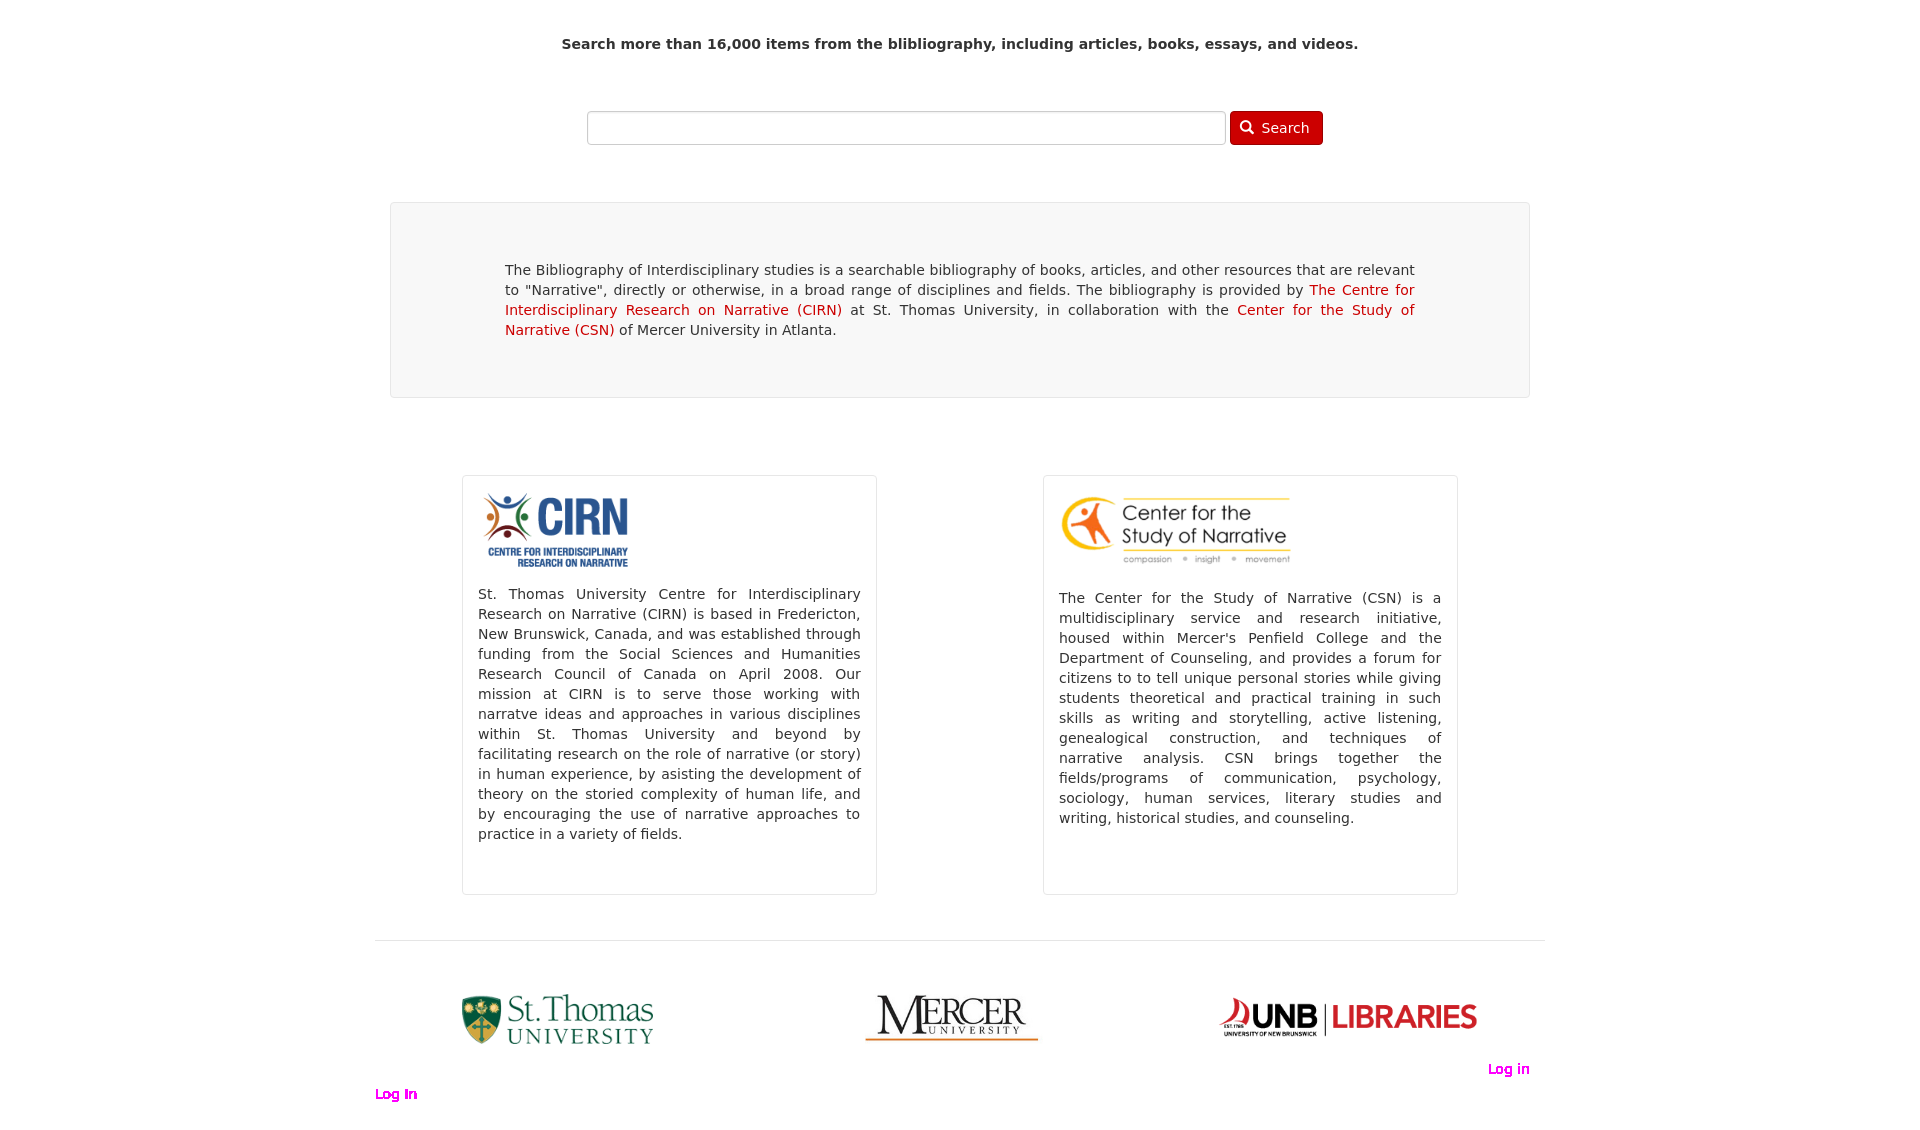 Search more than 16,000 items from the blibliography, including articles, books, essays, and videos.
Search
The Bibliography of Interdisciplinary studies is a searchable bibliography of books, articles, and other resources that are relevant
to "Narrative", directly or otherwise, in a broad range of disciplines and fields. The bibliography is provided by The Centre for
Interdisciplinary Research on Narrative (CIRN) at St. Thomas University, in collaboration with the Center for the Study of
Narrative (CSN) of Mercer University in Atlanta.
CIRN
CENTRE FOR INTERDISCIPLINARY
RESEARCH ON NARRATIVE
St. Thomas University Centre for Interdisciplinary
Research on Narrative (CIRN) is based in Fredericton,
New Brunswick, Canada, and was established through
funding from the Social Sciences and Humanities
Research Council of Canada on April 2008. Our
mission at CIRN is to serve those working with
narratve ideas and approaches in various disciplines
within St. Thomas University and beyond by
facilitating research on the role of narrative (or story)
in human experience, by asisting the development of
theory on the storied complexity of human life, and
by encouraging the use of narrative approaches to
practice in a variety of fields.
Center for the
Study of Narrative
compassion • insight • movement
The Center for the Study of Narrative (CSN) is a
multidisciplinary service and research initiative,
housed within Mercer's Penfield College and the
Department of Counseling, and provides a forum for
citizens to to tell unique personal stories while giving
students theoretical and practical training in such
skills as writing and storytelling, active listening,
genealogical construction, and techniques of
narrative analysis. CSN brings together the
fields/programs of communication, psychology,
sociology, human services, literary studies and
writing, historical studies, and counseling.
St. Thomas
UNIVERSITY
MERCER
UNIVERSITY
EST. 1785
UNB
UNIVERSITY OF NEW BRUNSWICK
LIBRARIES
Log in
Log in